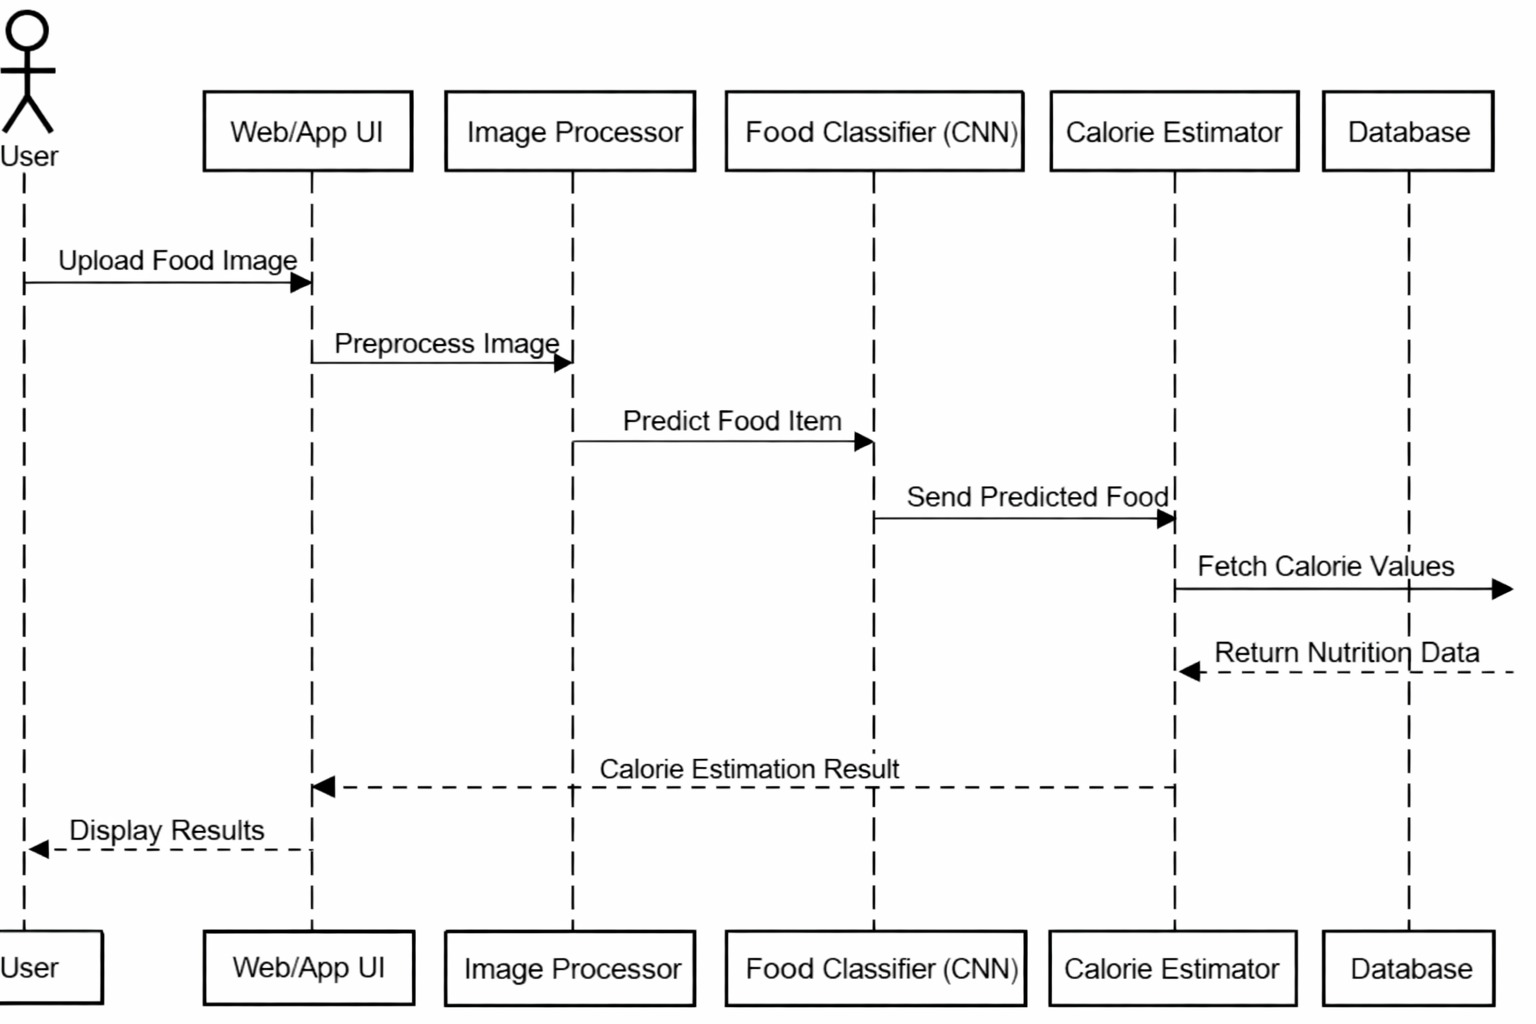 User
Web/App UI
Image Processor
Food Classifier (CNN)
Calorie Estimator
Database
Upload Food Image
Preprocess Image
Predict Food Item
Send Predicted Food
Fetch Calorie Values
Return Nutrition Data
Calorie Estimation Result
Display Results
User
Web/App UI
Image Processor
Food Classifier (CNN)
Calorie Estimator
Database